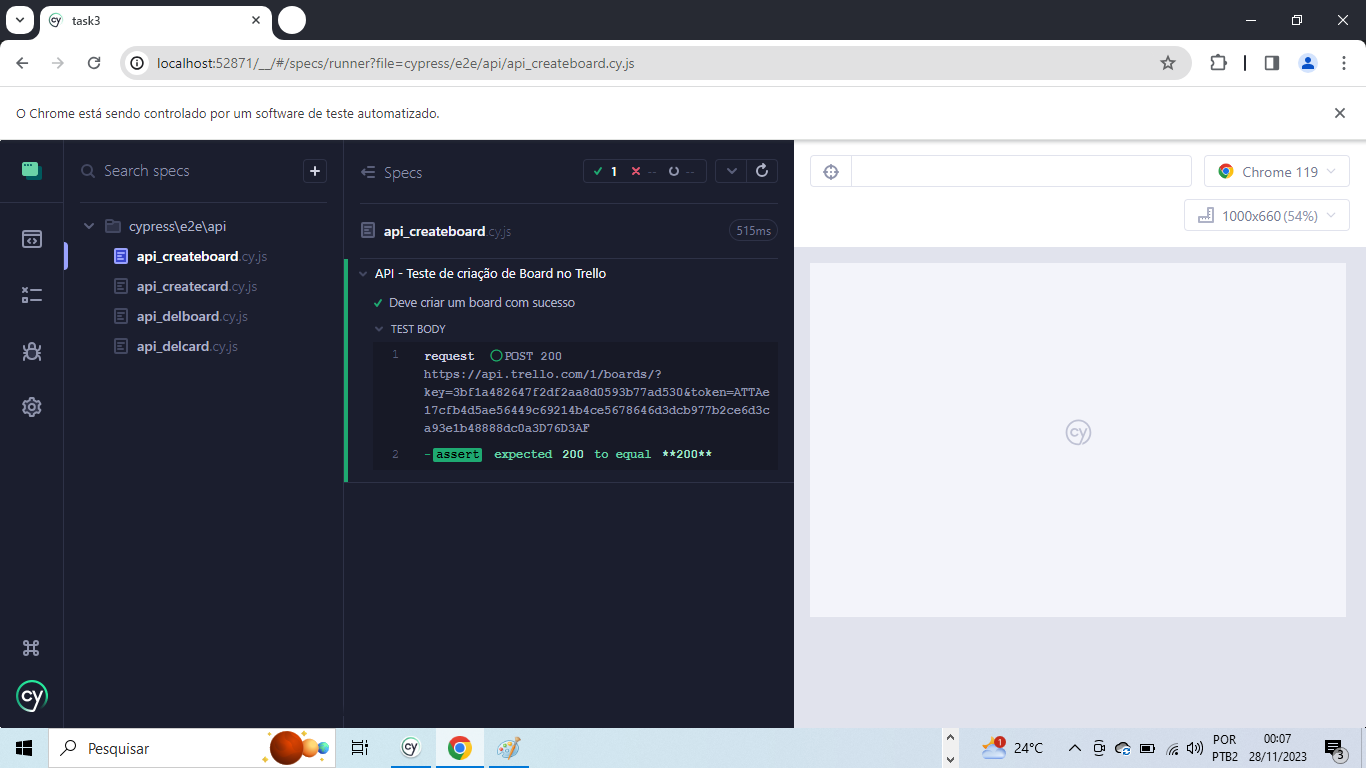 task3
localhost:52871/__/#/specs/runner?file=cypress/e2e/api/api_createboard.cy.js
O Chrome está sendo controlado por um software de teste automatizado.
Search specs
+
cypress\e2e\api
api_createboard.cy.js
api_createcard.cy.js
api_delboard.cy.js
api_delcard.cy.js
cy
Specs
1 -- --
api_createboard.cy.js 515ms
API - Teste de criação de Board no Trello
Deve criar um board com sucesso
TEST BODY
1 request POST 200
https://api.trello.com/1/boards/?
key=3bf1a482647f2df2aa8d0593b77ad530&token=ATTAe
17cfb4d5ae56449c69214b4ce5678646d3dcb977b2ce6d3c
a93e1b48888dc0a3D76D3AF
2 -assert expected 200 to equal **200**
Chrome 119
1000x660 (54%)
cy
Pesquisar
cy
1
24°C
POR
PTB2
00:07
28/11/2023
3